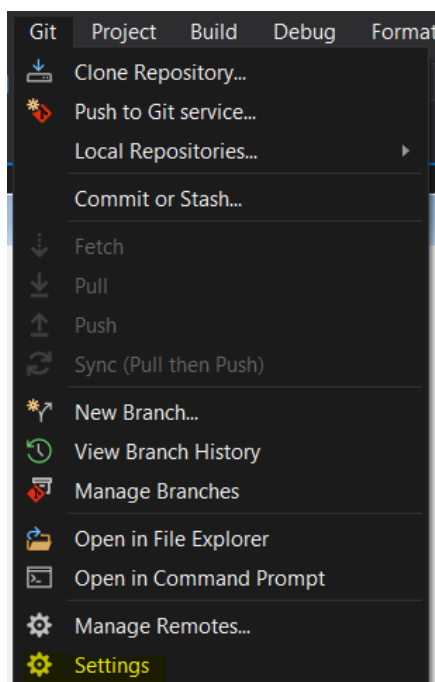 Git Project Build Debug Format
Clone Repository...
Push to Git service...
Local Repositories...
Commit or Stash...
Fetch
Pull
Push
Sync (Pull then Push)
New Branch...
View Branch History
Manage Branches
Open in File Explorer
Open in Command Prompt
Manage Remotes...
Settings